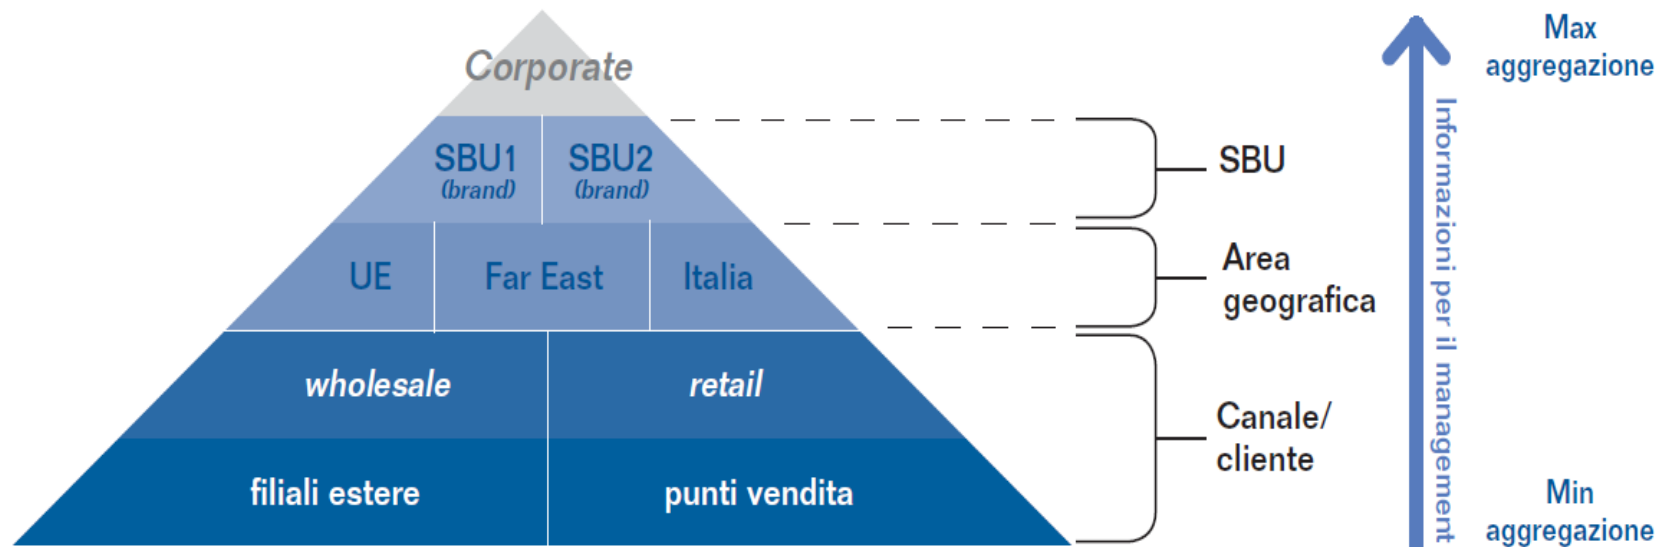 Corporate
SBU1
(brand)
SBU2
(brand)
UE
Far East
Italia
wholesale
retail
filiali estere
punti vendita
SBU
Area
geografica
Canale/
cliente
Informazioni per il management
Max
aggregazione
Min
aggregazione